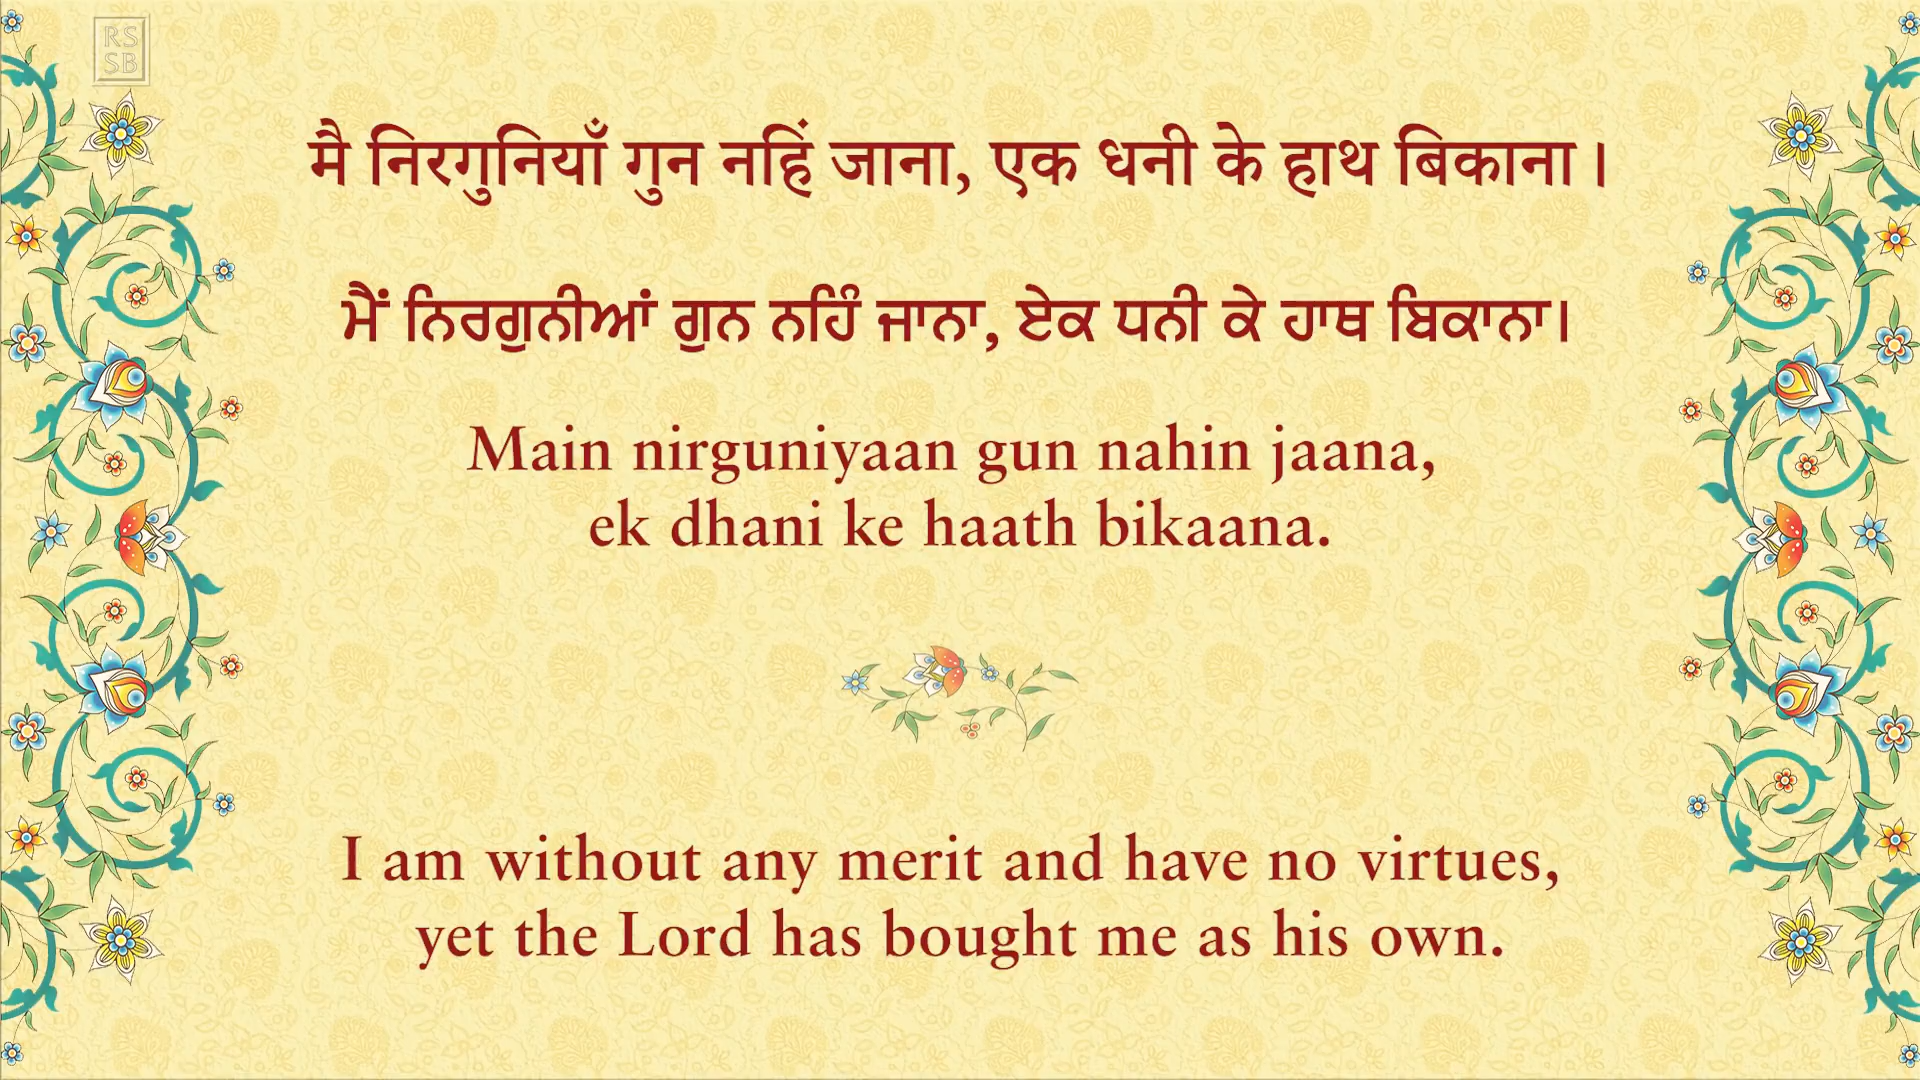 RS
SB
मै निरगुनियाँ गुन नहिं जाना, एक धनी के हाथ बिकाना।
ਮੈਂ ਨਿਰਗੁਨੀਆਂ ਗੁਨ ਨਹਿੰ ਜਾਨਾ, ਏਕ ਧਨੀ ਕੇ ਹਾਥ ਬਿਕਾਨਾ।
Main nirguniyaan gun nahin jaana,
ek dhani ke haath bikaana.
I am without any merit and have no virtues,
yet the Lord has bought me as his own.